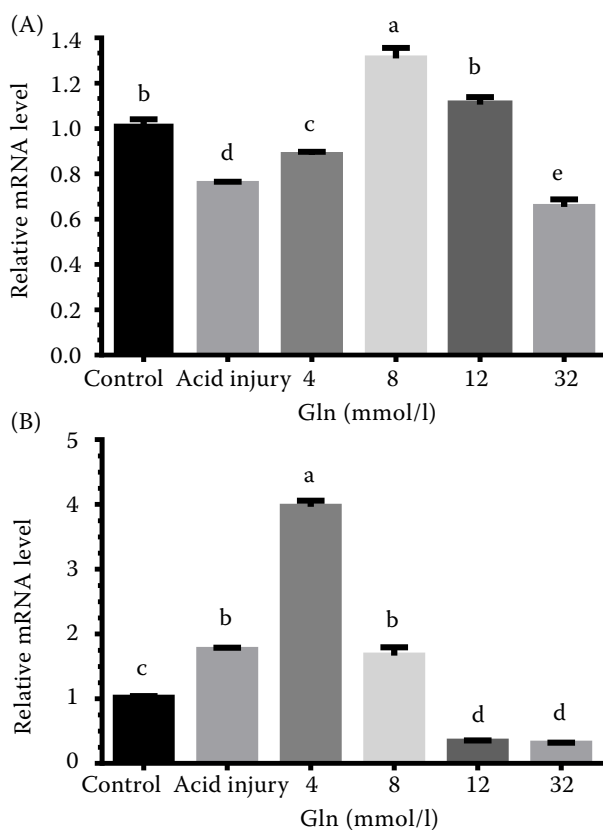 (A)
Relative mRNA level
1.4
1.2
1.0
0.8
0.6
0.4
0.2
0.0
b
d
c
a
b
e
Control Acid injury 4 8 12 32
Gln (mmol/l)
(B)
Relative mRNA level
5
4
3
2
1
0
c
b
a
b
d
d
Control Acid injury 4 8 12 32
Gln (mmol/l)